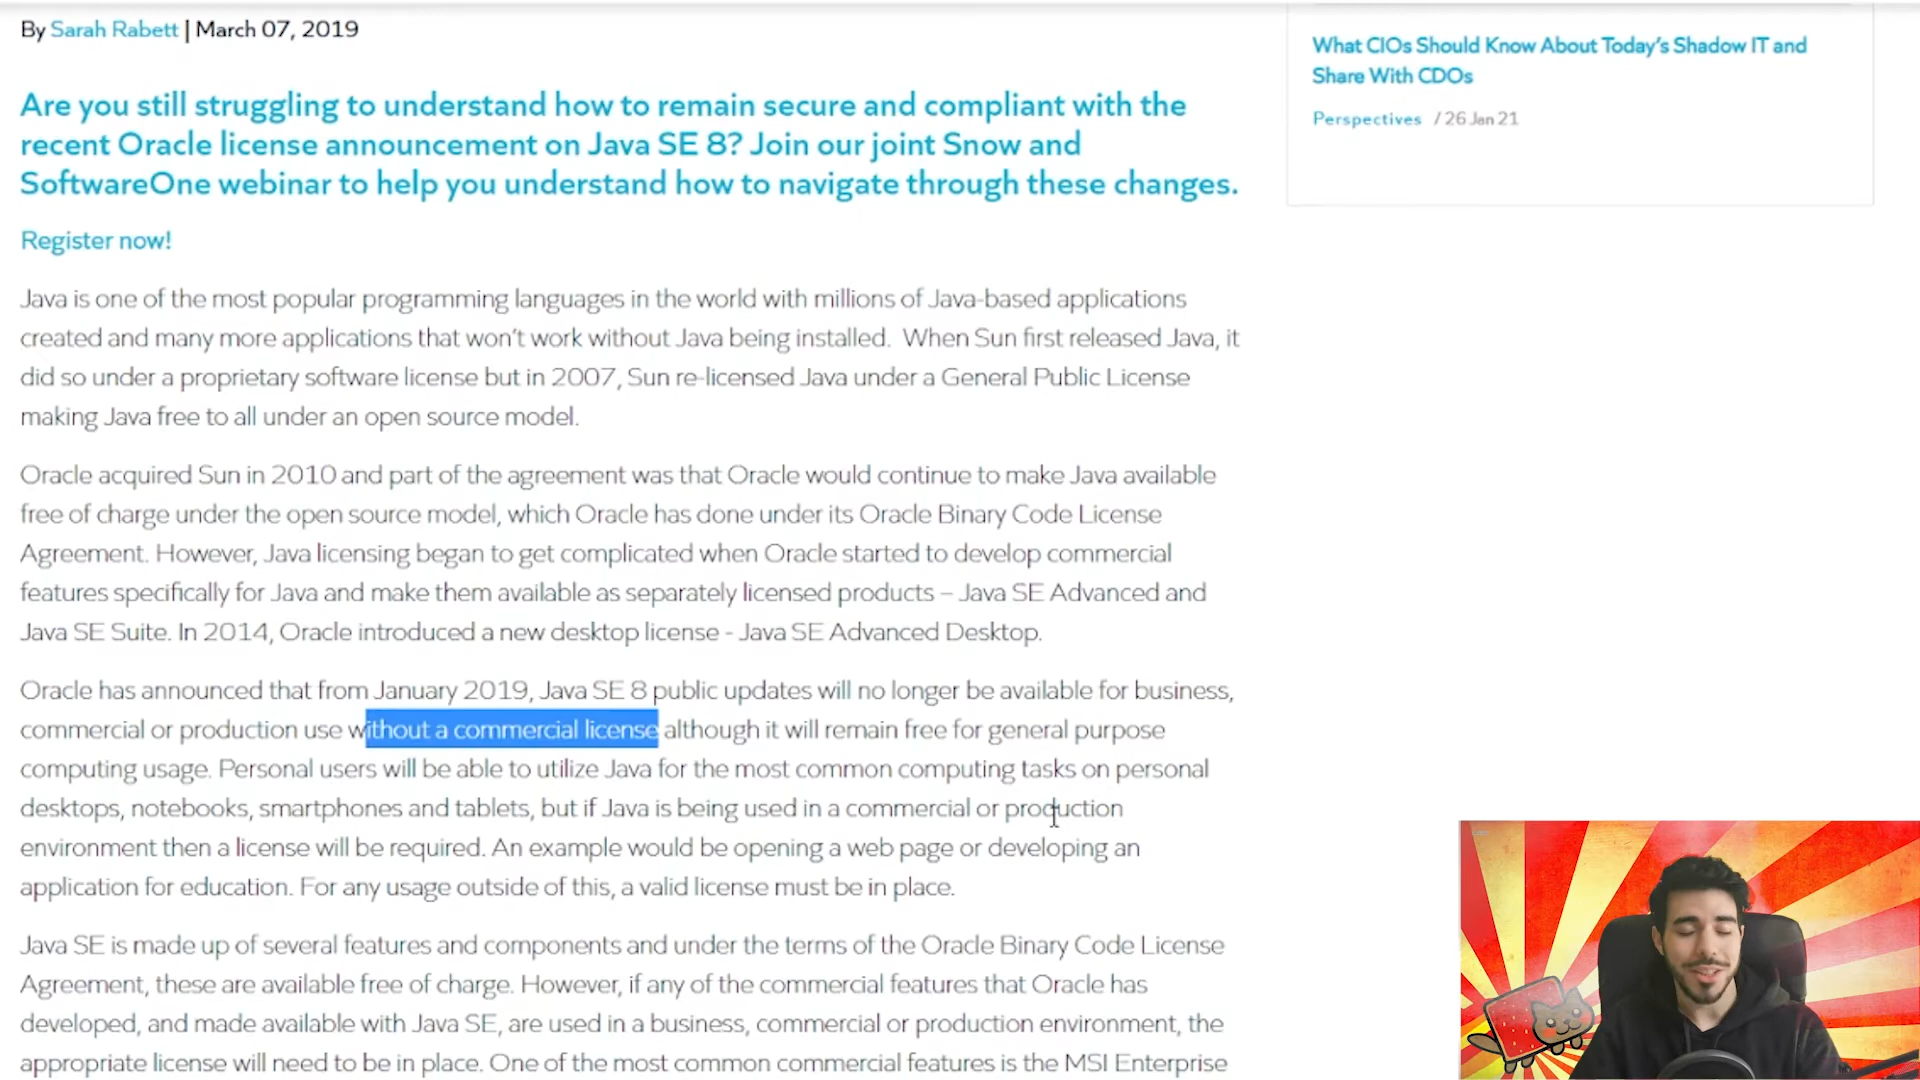 By Sarah Rabett | March 07, 2019
Are you still struggling to understand how to remain secure and compliant with the
recent Oracle license announcement on Java SE 8? Join our joint Snow and
SoftwareOne webinar to help you understand how to navigate through these changes.
Register now!
Java is one of the most popular programming languages in the world with millions of Java-based applications
created and many more applications that won't work without Java being installed. When Sun first released Java, it
did so under a proprietary software license but in 2007, Sun re-licensed Java under a General Public License
making Java free to all under an open source model.
Oracle acquired Sun in 2010 and part of the agreement was that Oracle would continue to make Java available
free of charge under the open source model, which Oracle has done under its Oracle Binary Code License
Agreement. However, Java licensing began to get complicated when Oracle started to develop commercial
features specifically for Java and make them available as separately licensed products – Java SE Advanced and
Java SE Suite. In 2014, Oracle introduced a new desktop license - Java SE Advanced Desktop.
Oracle has announced that from January 2019, Java SE 8 public updates will no longer be available for business,
commercial or production use without a commercial license although it will remain free for general purpose
computing usage. Personal users will be able to utilize Java for the most common computing tasks on personal
desktops, notebooks, smartphones and tablets, but if Java is being used in a commercial or production
environment then a license will be required. An example would be opening a web page or developing an
application for education. For any usage outside of this, a valid license must be in place.
Java SE is made up of several features and components and under the terms of the Oracle Binary Code License
Agreement, these are available free of charge. However, if any of the commercial features that Oracle has
developed, and made available with Java SE, are used in a business, commercial or production environment, the
appropriate license will need to be in place. One of the most common commercial features is the MSI Enterprise
What CIOs Should Know About Today's Shadow IT and
Share With CDOs
Perspectives / 26 Jan 21